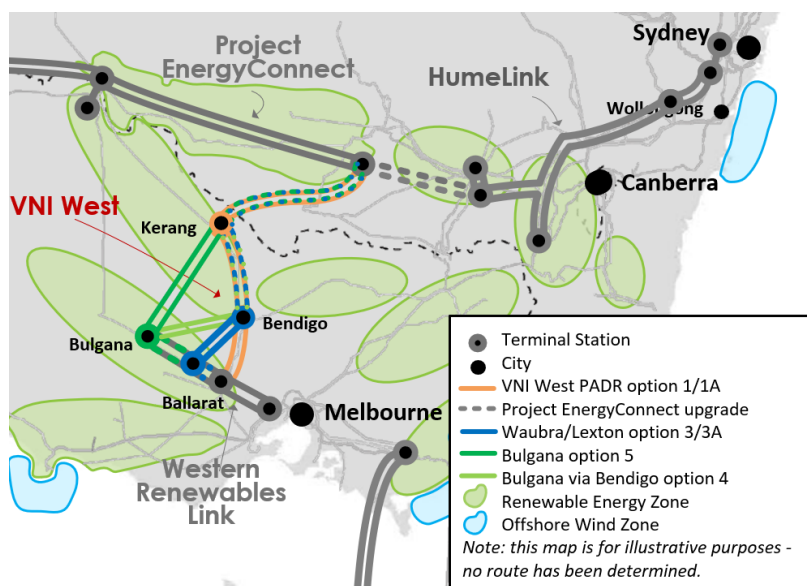 Project
EnergyConnect
HumeLink
Sydney
Wollongong
Canberra
VNI West
Kerang
Bendigo
Bulgana
Ballarat
Melbourne
Western
Renewables
Link
Terminal Station
City
VNI West PADR option 1/1A
Project EnergyConnect upgrade
Waubra/Lexton option 3/3A
Bulgana option 5
Bulgana via Bendigo option 4
Renewable Energy Zone
Offshore Wind Zone
Note: this map is for illustrative purposes -
no route has been determined.